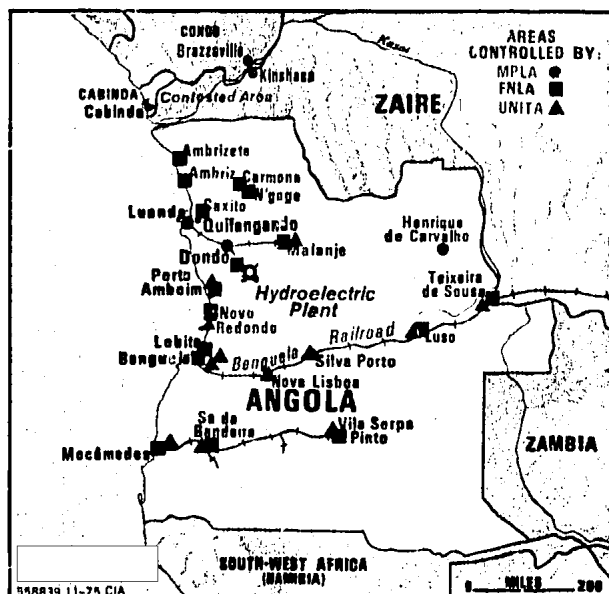 CONGO
Brazzaville
Kinshasa
Kasai
AREAS
CONTROLLED BY:
MPLA
FNLA
UNITA
CABINDA
Cabinda
Contested Area
ZAIRE
Ambrizete
Ambriz
Carmona
N'gage
Caxito
Luanda
Quifangando
Malanje
Henrique
de Carvalho
Dondo
Porto
Amboim
Hydroelectric
Plant
Teixeira
de Sousa
Novo
Redondo
Lobito
Benguela
Benguela
Railroad
Luso
Silva Porto
Nova Lisboa
ANGOLA
Sa da
Bandeira
Vila Serpa
Pinto
Moçâmedes
ZAMBIA
SOUTH-WEST AFRICA
(NAMIBIA)
0 MILES 200
558839 11-75 CIA